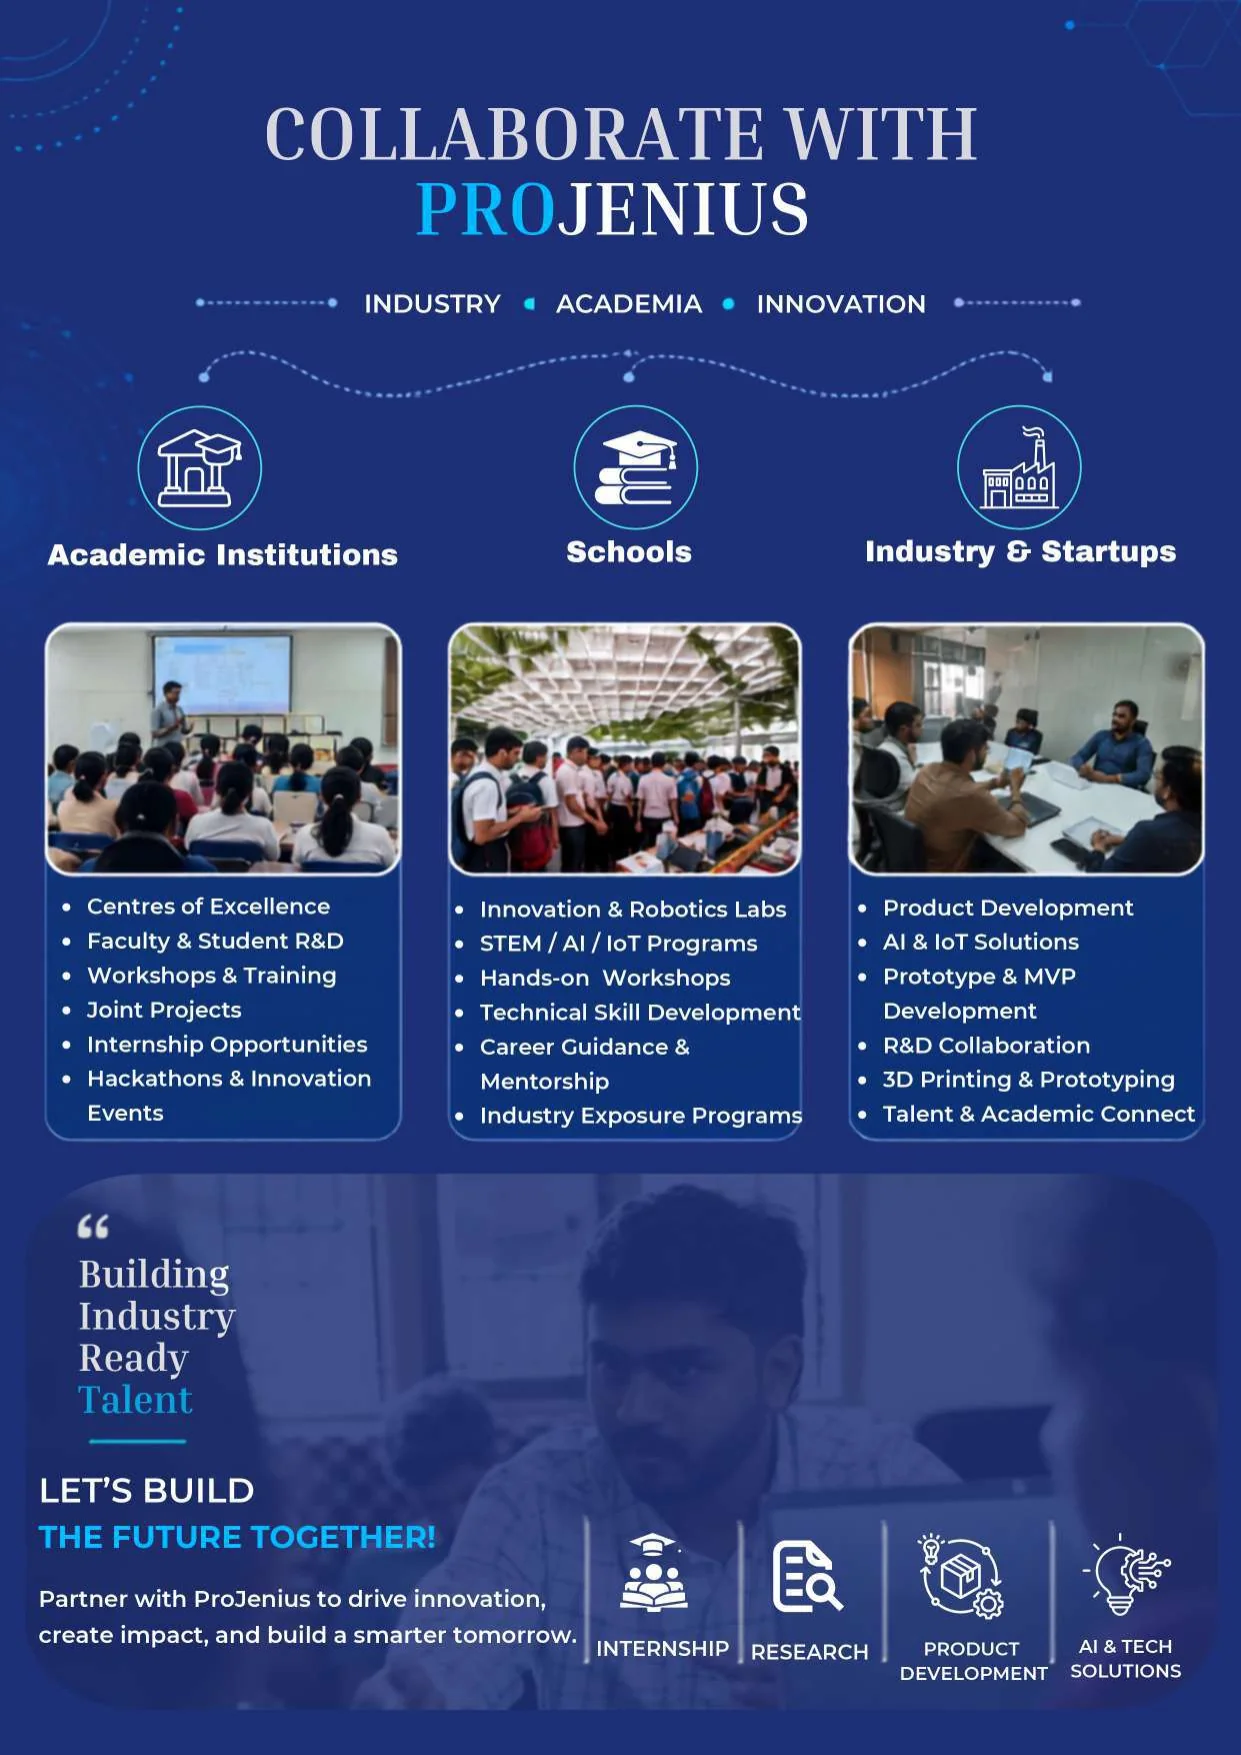 COLLABORATE WITH
PROJENIUS
INDUSTRY
ACADEMIA
INNOVATION
Academic Institutions
Schools
Industry & Startups
• Centres of Excellence
• Faculty & Student R&D
• Workshops & Training
• Joint Projects
• Internship Opportunities
• Hackathons & Innovation
Events
• Innovation & Robotics Labs
• STEM / AI / IoT Programs
• Hands-on Workshops
• Technical Skill Development
• Career Guidance &
Mentorship
• Industry Exposure Programs
• Product Development
• AI & IoT Solutions
• Prototype & MVP
Development
• R&D Collaboration
• 3D Printing & Prototyping
• Talent & Academic Connect
“
Building
Industry
Ready
Talent
LET’S BUILD
THE FUTURE TOGETHER!
Partner with ProJenius to drive innovation,
create impact, and build a smarter tomorrow.
INTERNSHIP
RESEARCH
PRODUCT
DEVELOPMENT
AI & TECH
SOLUTIONS